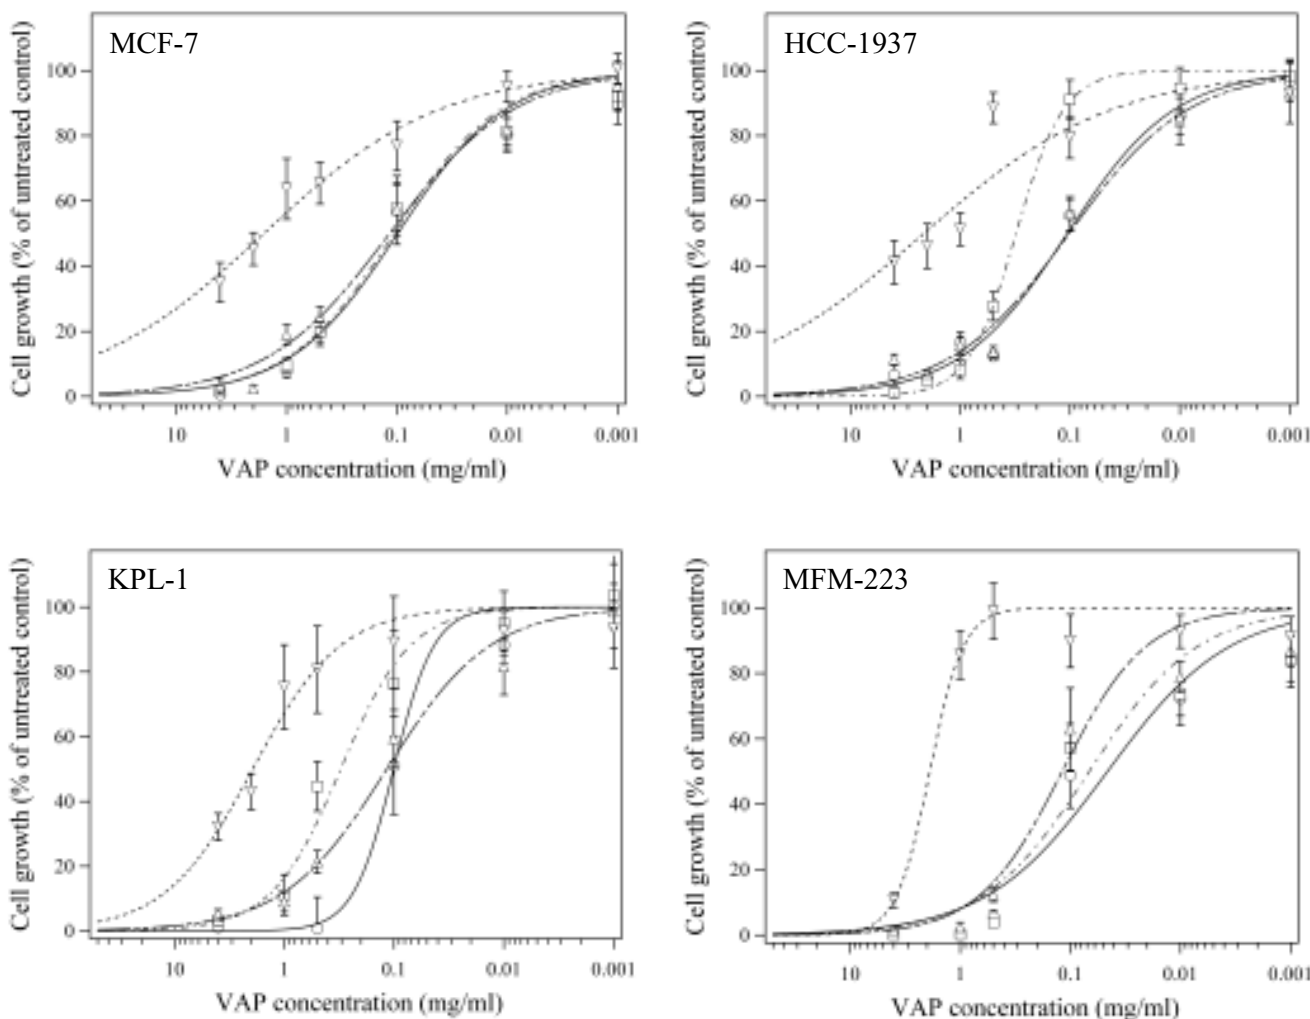 MCF-7
Cell growth (% of untreated control)
100
80
60
40
20
0
10 1 0.1 0.01 0.001
VAP concentration (mg/ml)
HCC-1937
Cell growth (% of untreated control)
100
80
60
40
20
0
10 1 0.1 0.01 0.001
VAP concentration (mg/ml)
KPL-1
Cell growth (% of untreated control)
100
80
60
40
20
0
10 1 0.1 0.01 0.001
VAP concentration (mg/ml)
MFM-223
Cell growth (% of untreated control)
100
80
60
40
20
0
10 1 0.1 0.01 0.001
VAP concentration (mg/ml)